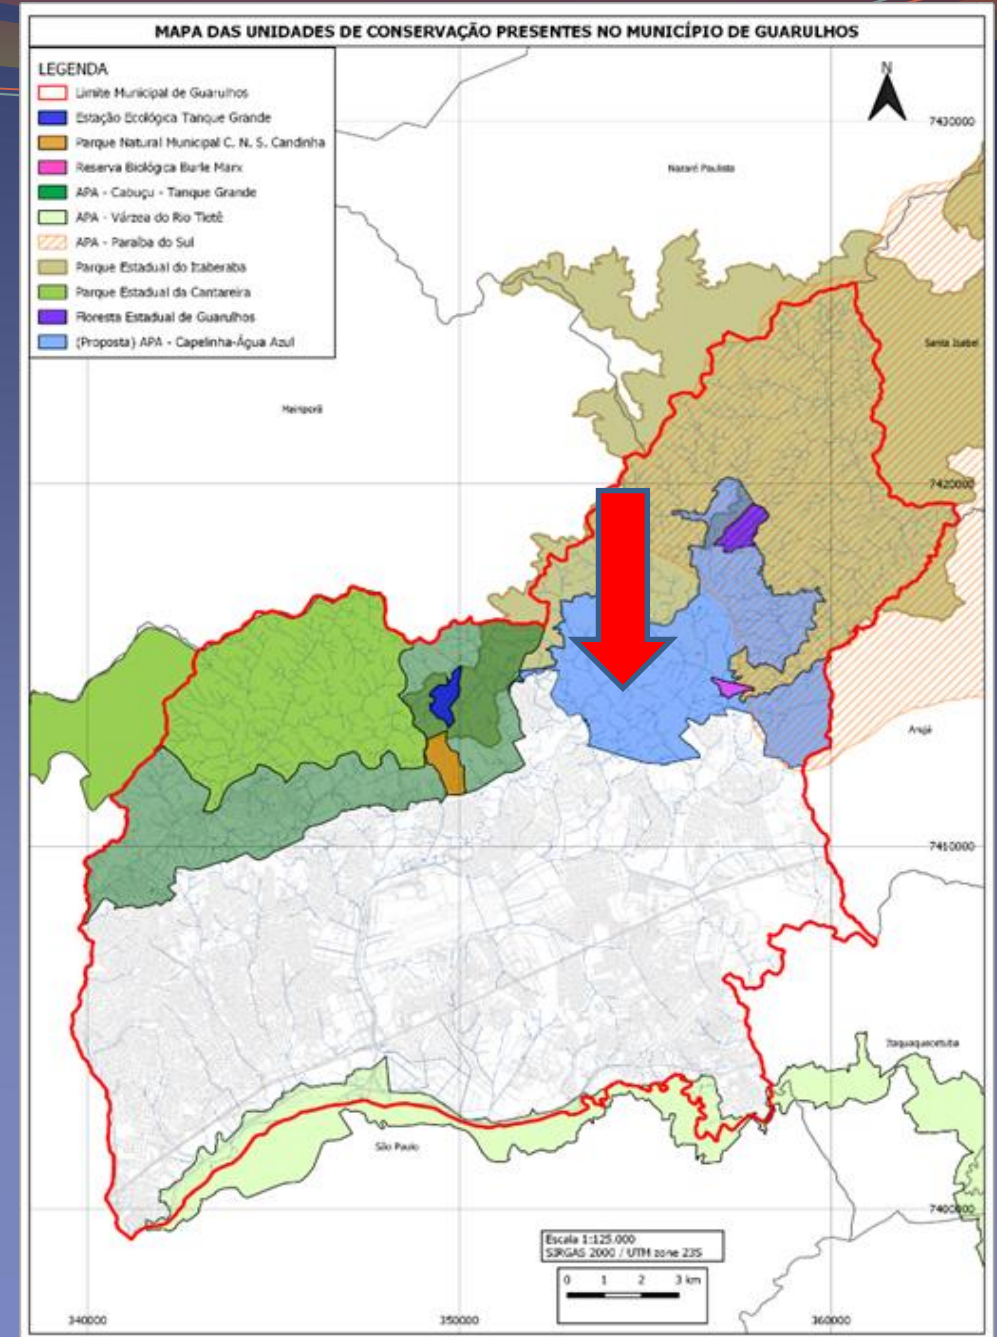 MAPA DAS UNIDADES DE CONSERVAÇÃO PRESENTES NO MUNICÍPIO DE GUARULHOS
LEGENDA
Limite Municipal de Guarulhos
Estação Ecológica Tanque Grande
Parque Natural Municipal C. N. S. Candinha
Reserva Biológica Burle Marx
APA - Cabuçu - Tanque Grande
APA - Várzea do Rio Tietê
APA - Paraíba do Sul
Parque Estadual do Itaberaba
Parque Estadual da Cantareira
Floresta Estadual de Guarulhos
(Proposta) APA - Capelinha-Água Azul
N
7430000
Nazaré Paulista
Santa Isabel
Mairiporã
7420000
Arujá
7410000
Itaquaquecetuba
São Paulo
7400000
Escala 1:125.000
SIRGAS 2000 / UTM zone 23S
0 1 2 3 km
340000 350000 360000